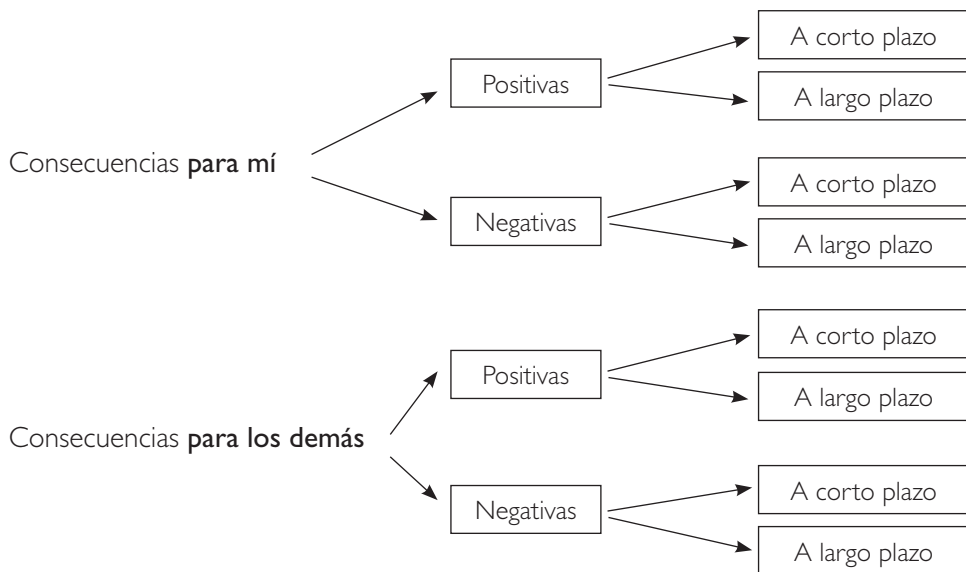 Consecuencias para mí
Positivas
A corto plazo
A largo plazo
Negativas
A corto plazo
A largo plazo
Consecuencias para los demás
Positivas
A corto plazo
A largo plazo
Negativas
A corto plazo
A largo plazo